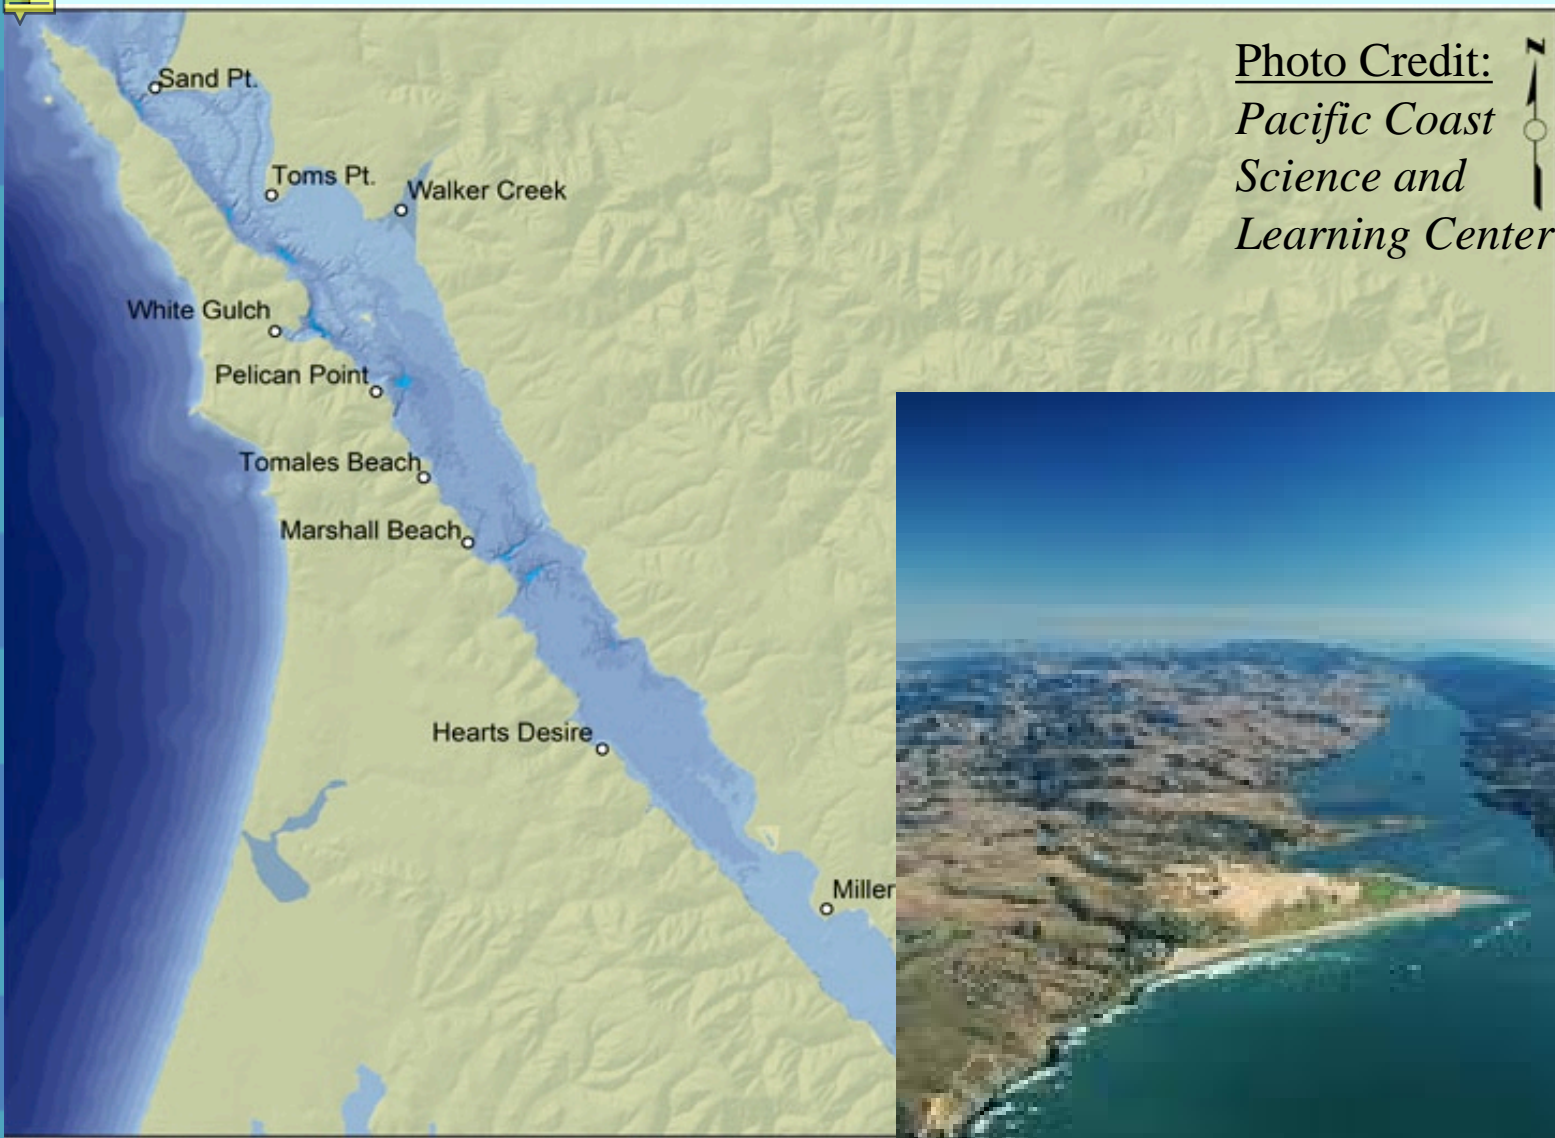 Photo Credit:
Pacific Coast
Science and
Learning Center
N
Sand Pt.
Toms Pt.
Walker Creek
White Gulch
Pelican Point
Tomales Beach
Marshall Beach
Hearts Desire
Miller